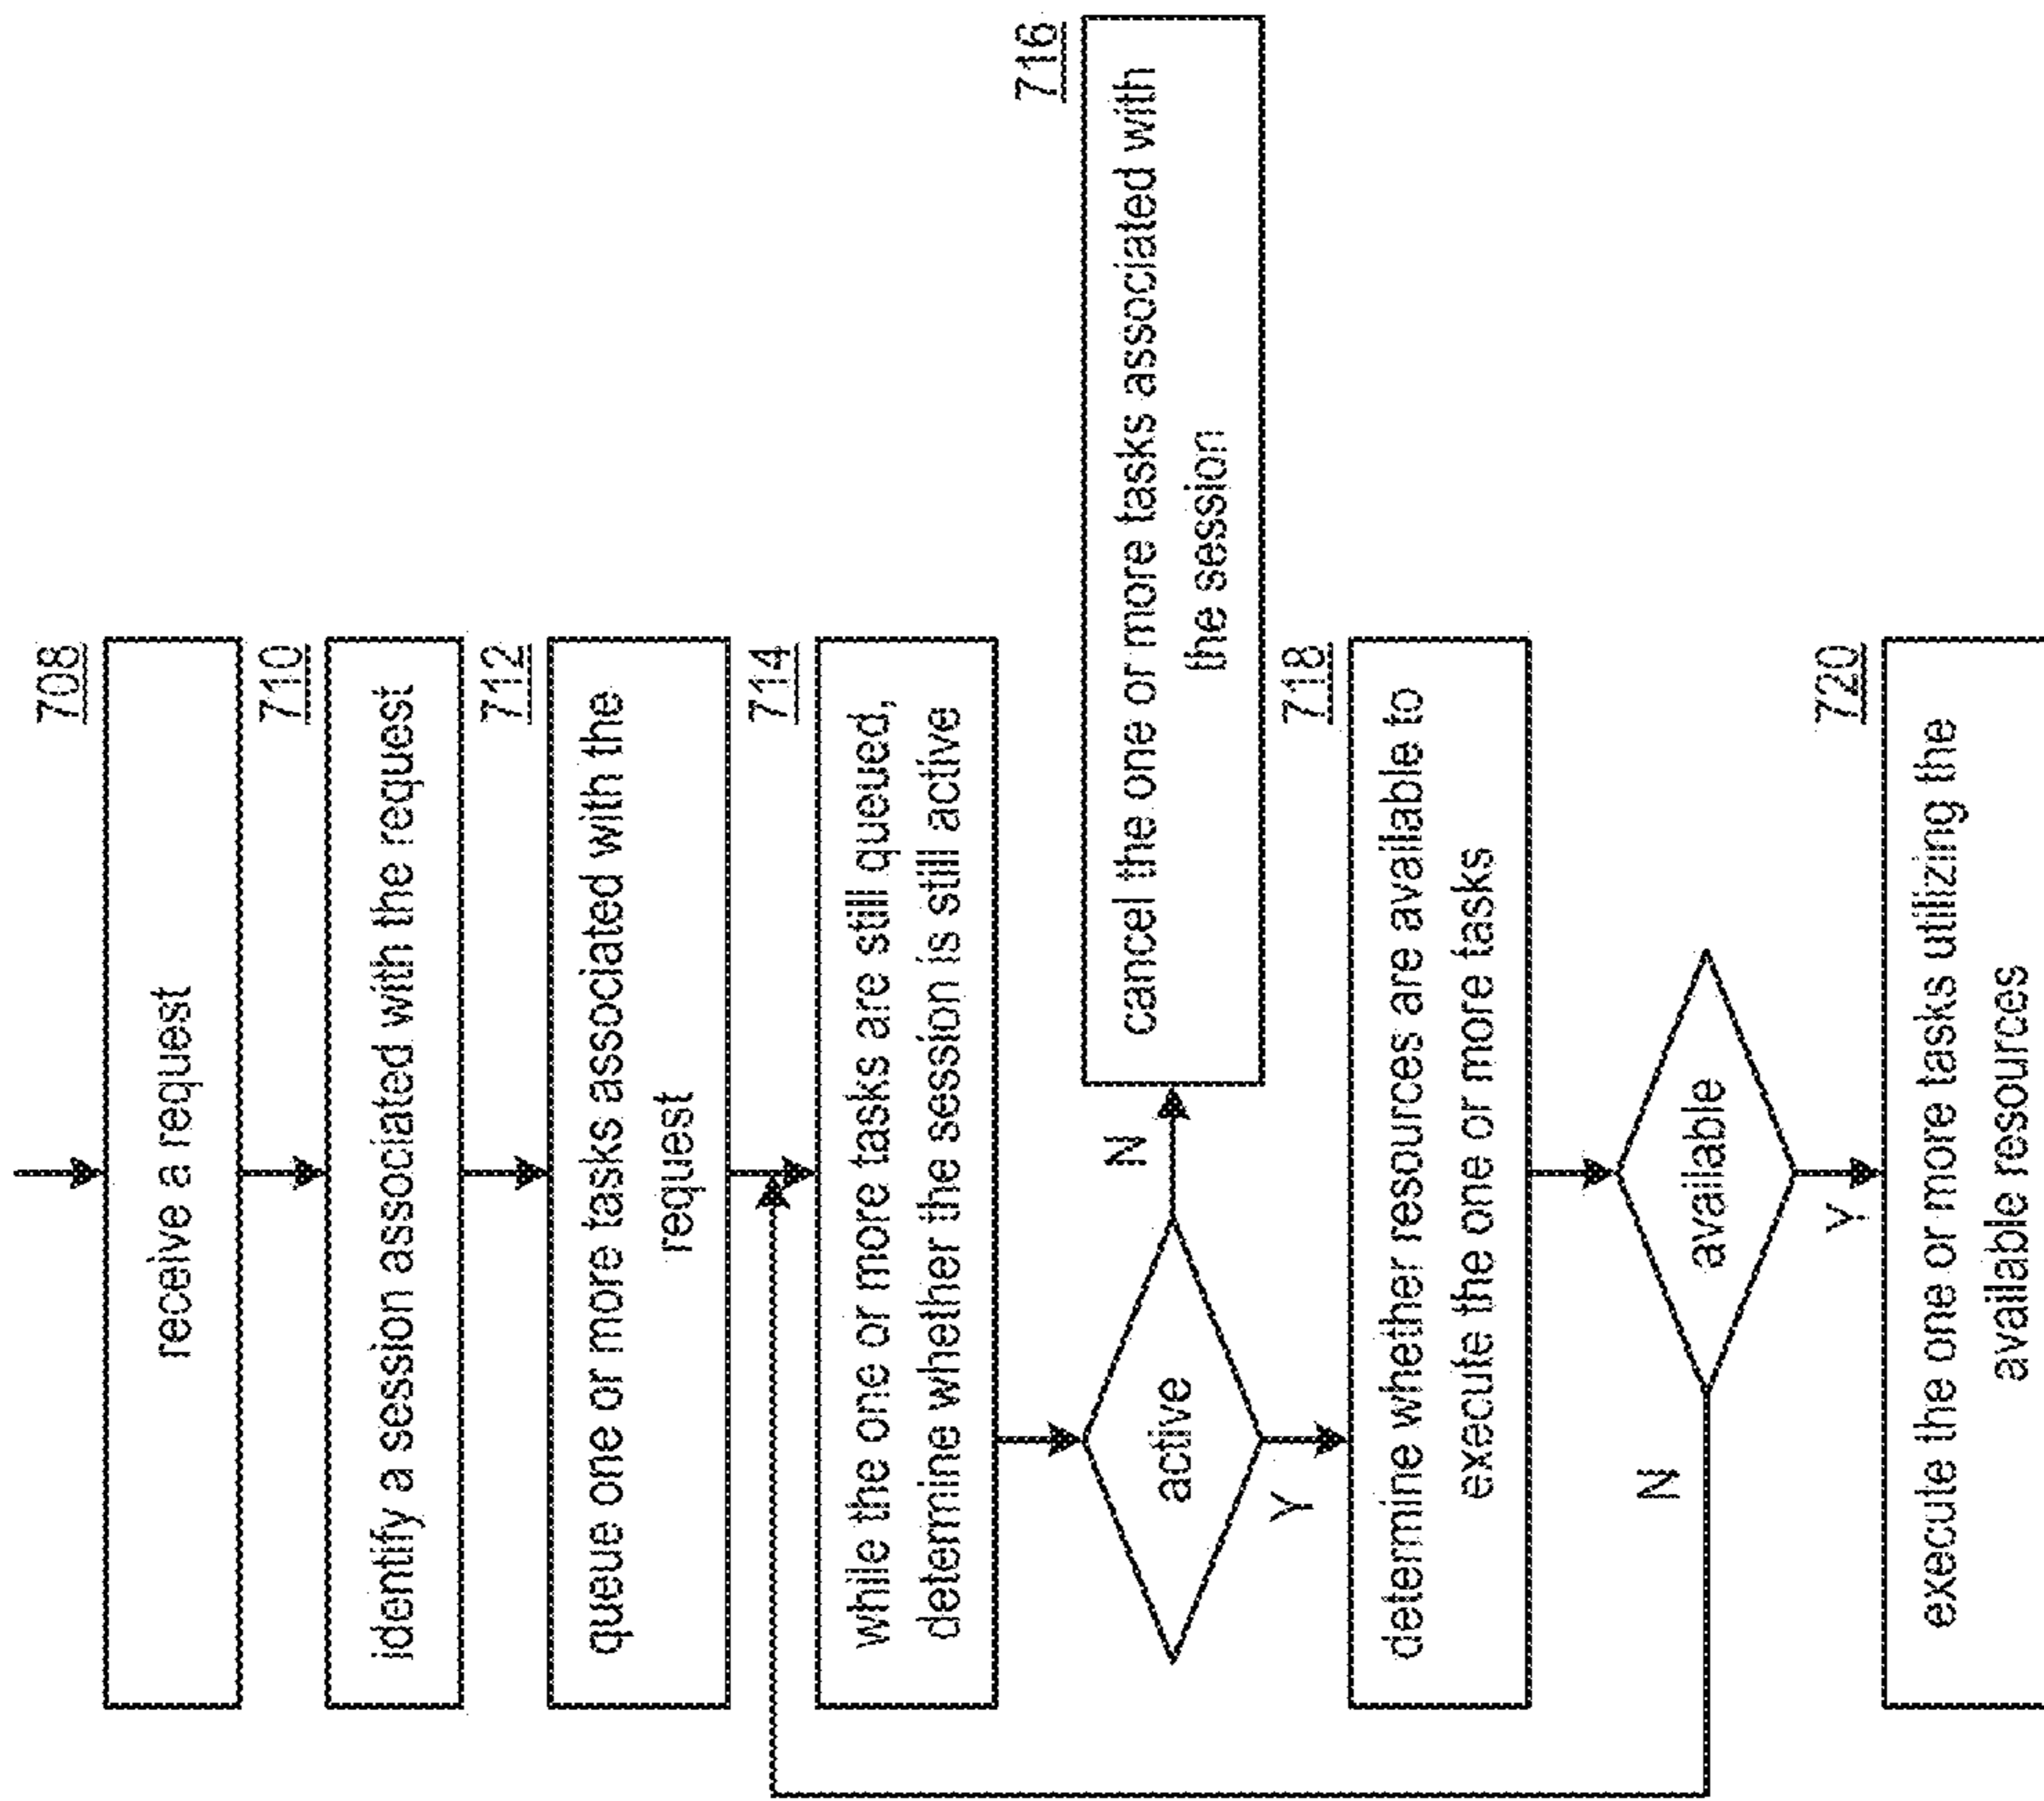 708
receive a request
710
identify a session associated with the request
712
queue one or more tasks associated with the
request
714
while the one or more tasks are still queued,
determine whether the session is still active
active
N
716
cancel the one or more tasks associated with
the session
Y
718
determine whether resources are available to
execute the one or more tasks
available
N
Y
720
execute the one or more tasks utilizing the
available resources